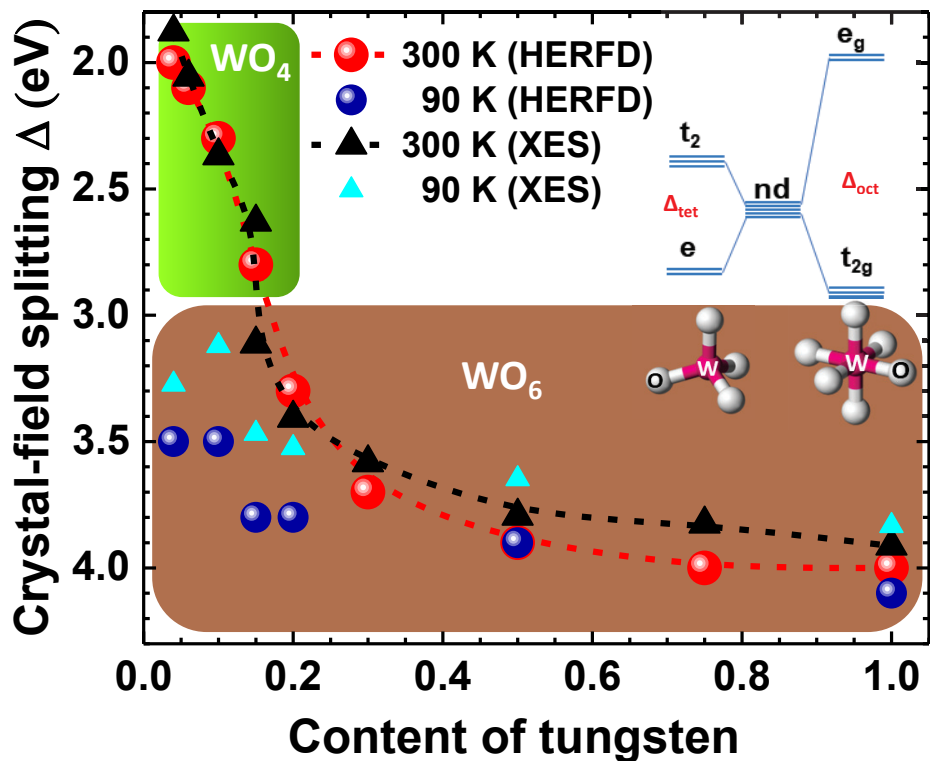 Crystal-field splitting Δ (eV)
2.0
2.5
3.0
3.5
4.0
WO4
300 K (HERFD)
90 K (HERFD)
300 K (XES)
90 K (XES)
eg
t2
nd
Δtet
Δoct
e
t2g
WO6
W
O
W
O
0.0 0.2 0.4 0.6 0.8 1.0
Content of tungsten